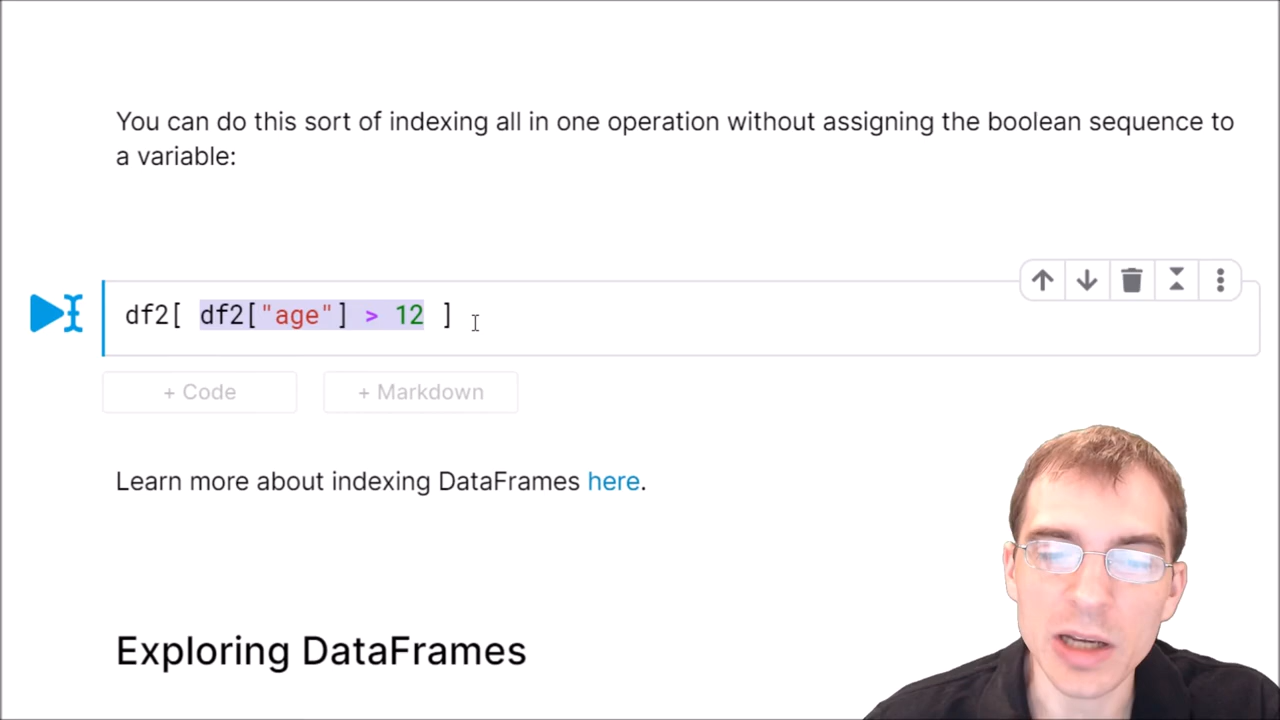 You can do this sort of indexing all in one operation without assigning the boolean sequence to
a variable:
df2[ df2["age"] > 12 ]
+ Code
+ Markdown
Learn more about indexing DataFrames here.
Exploring DataFrames